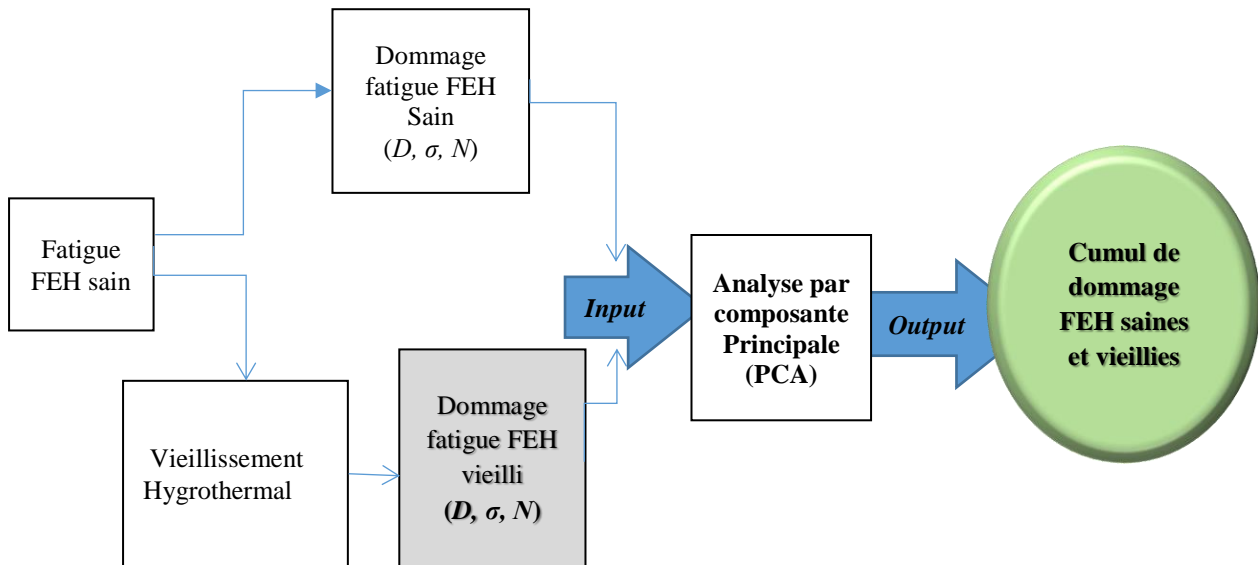 Dommage
fatigue FEH
Sain
(D, σ, N)
Fatigue
FEH sain
Vieillissement
Hygrothermal
Dommage
fatigue FEH
vieilli
(D, σ, N)
Input
Analyse par
composante
Principale
(PCA)
Output
Cumul de
dommage
FEH saines
et vieillies